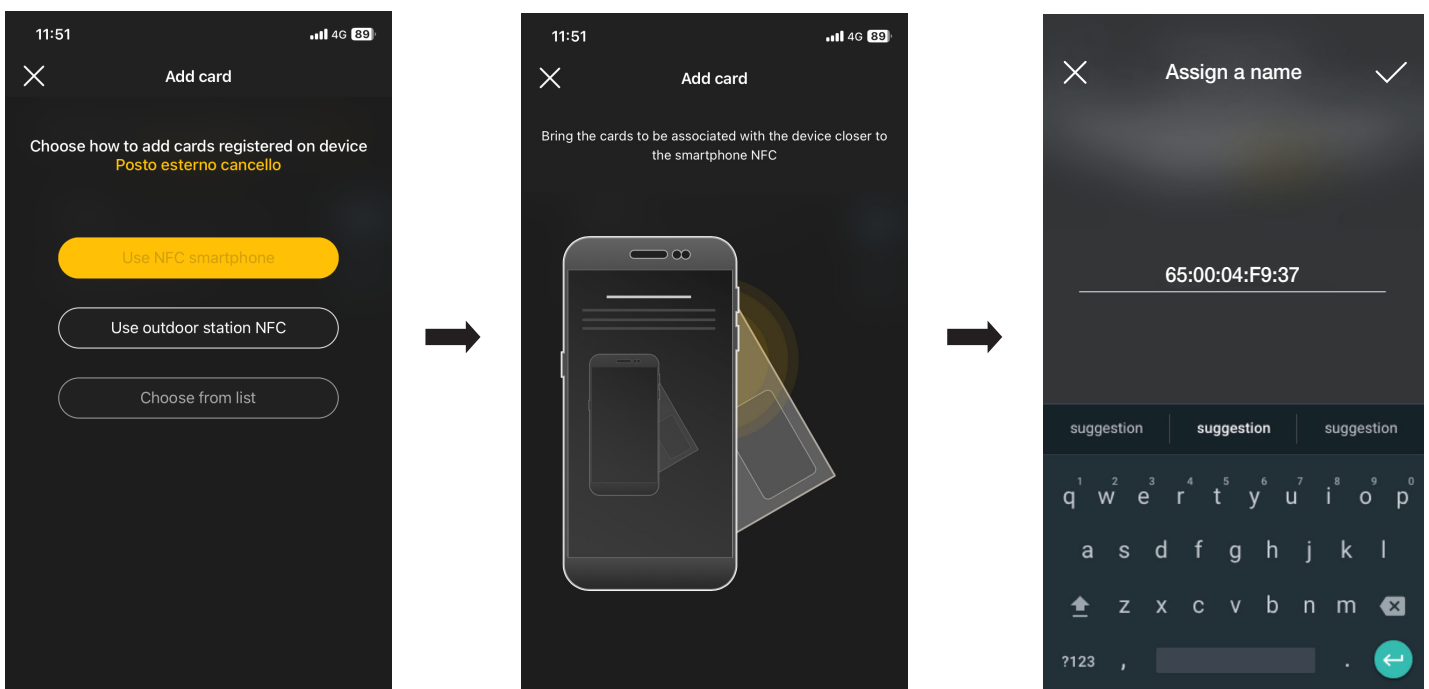 11:51
4G 89
Add card
Choose how to add cards registered on device
Posto esterno cancello
Use NFC smartphone
Use outdoor station NFC
Choose from list
11:51
4G 89
Add card
Bring the cards to be associated with the device closer to
the smartphone NFC
Assign a name
65:00:04:F9:37
suggestion suggestion suggestion
1 2 3 4 5 6 7 8 9 0
q w e r t y u i o p
a s d f g h j k l
z x c v b n m
?123 , .